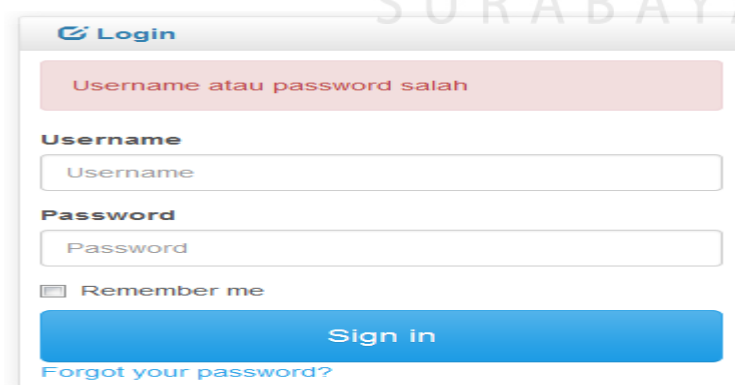 SURABAYA
Login
Username atau password salah
Username
Username
Password
Password
Remember me
Sign in
Forgot your password?